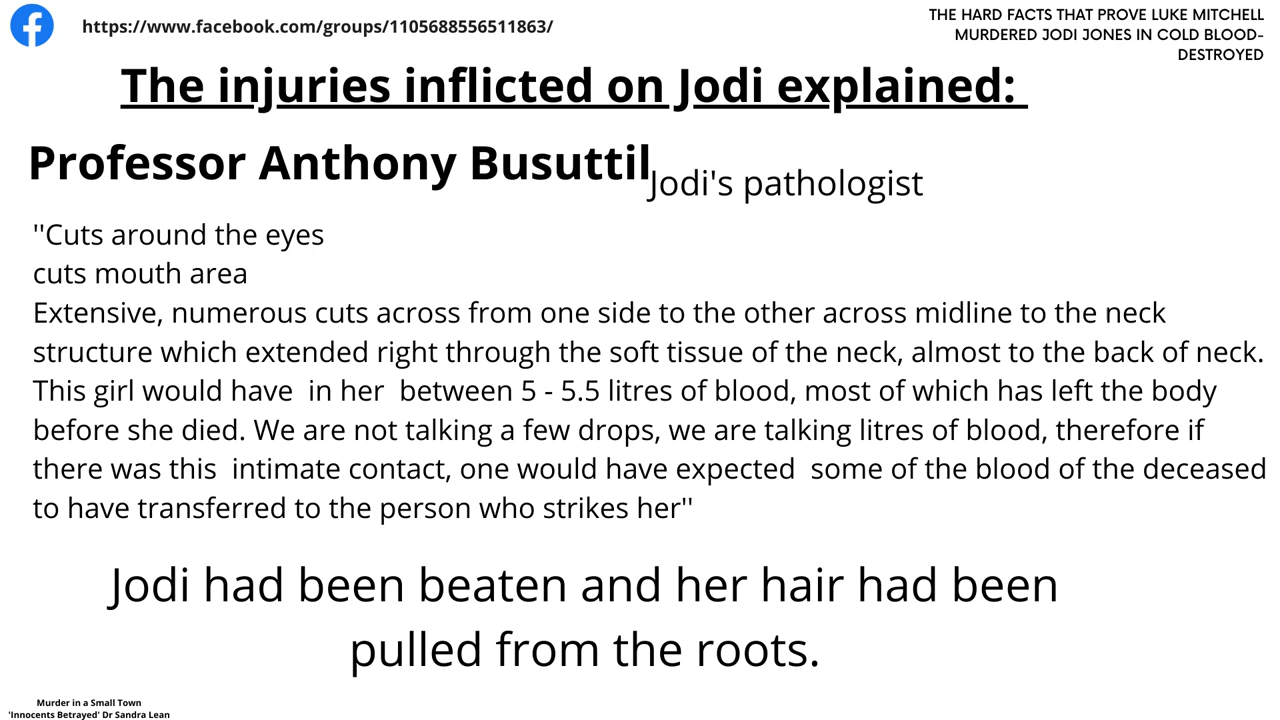 https://www.facebook.com/groups/1105688556511863/
THE HARD FACTS THAT PROVE LUKE MITCHELL
MURDERED JODI JONES IN COLD BLOOD-
DESTROYED
The injuries inflicted on Jodi explained:
Professor Anthony Busuttil
Jodi's pathologist
''Cuts around the eyes
cuts mouth area
Extensive, numerous cuts across from one side to the other across midline to the neck
structure which extended right through the soft tissue of the neck, almost to the back of neck.
This girl would have  in her  between 5 - 5.5 litres of blood, most of which has left the body
before she died. We are not talking a few drops, we are talking litres of blood, therefore if
there was this  intimate contact, one would have expected  some of the blood of the deceased
to have transferred to the person who strikes her''
Jodi had been beaten and her hair had been
pulled from the roots.
Murder in a Small Town
'Innocents Betrayed' Dr Sandra Lean